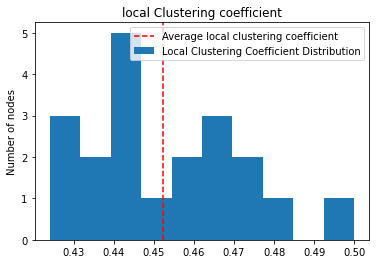 local Clustering coefficient
Average local clustering coefficient
Local Clustering Coefficient Distribution
Number of nodes
5
4
3
2
1
0
0.43 0.44 0.45 0.46 0.47 0.48 0.49 0.50